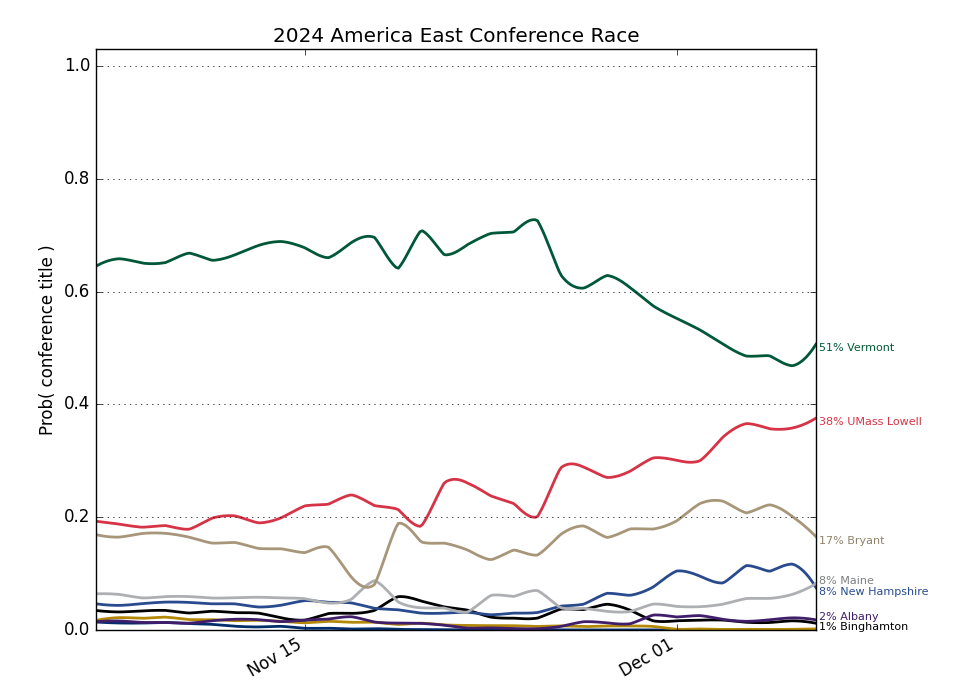 2024 America East Conference Race
1.0
0.8
0.6
0.4
0.2
0.0
Prob( conference title )
Nov 15
Dec 01
51% Vermont
38% UMass Lowell
17% Bryant
8% Maine
8% New Hampshire
2% Albany
1% Binghamton